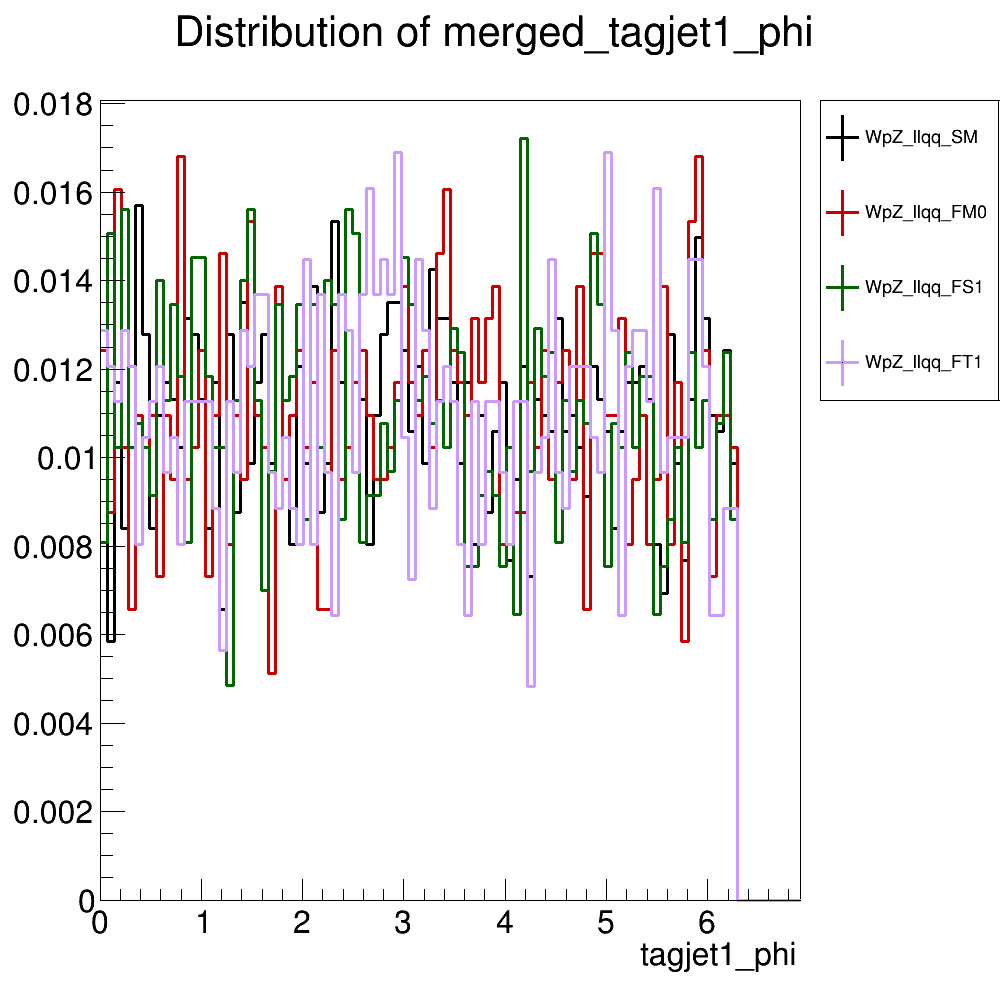 Distribution of merged_tagjet1_phi
0.018
0.016
0.014
0.012
0.01
0.008
0.006
0.004
0.002
0
0 1 2 3 4 5 6
tagjet1_phi
WpZ_llqq_SM
WpZ_llqq_FM0
WpZ_llqq_FS1
WpZ_llqq_FT1